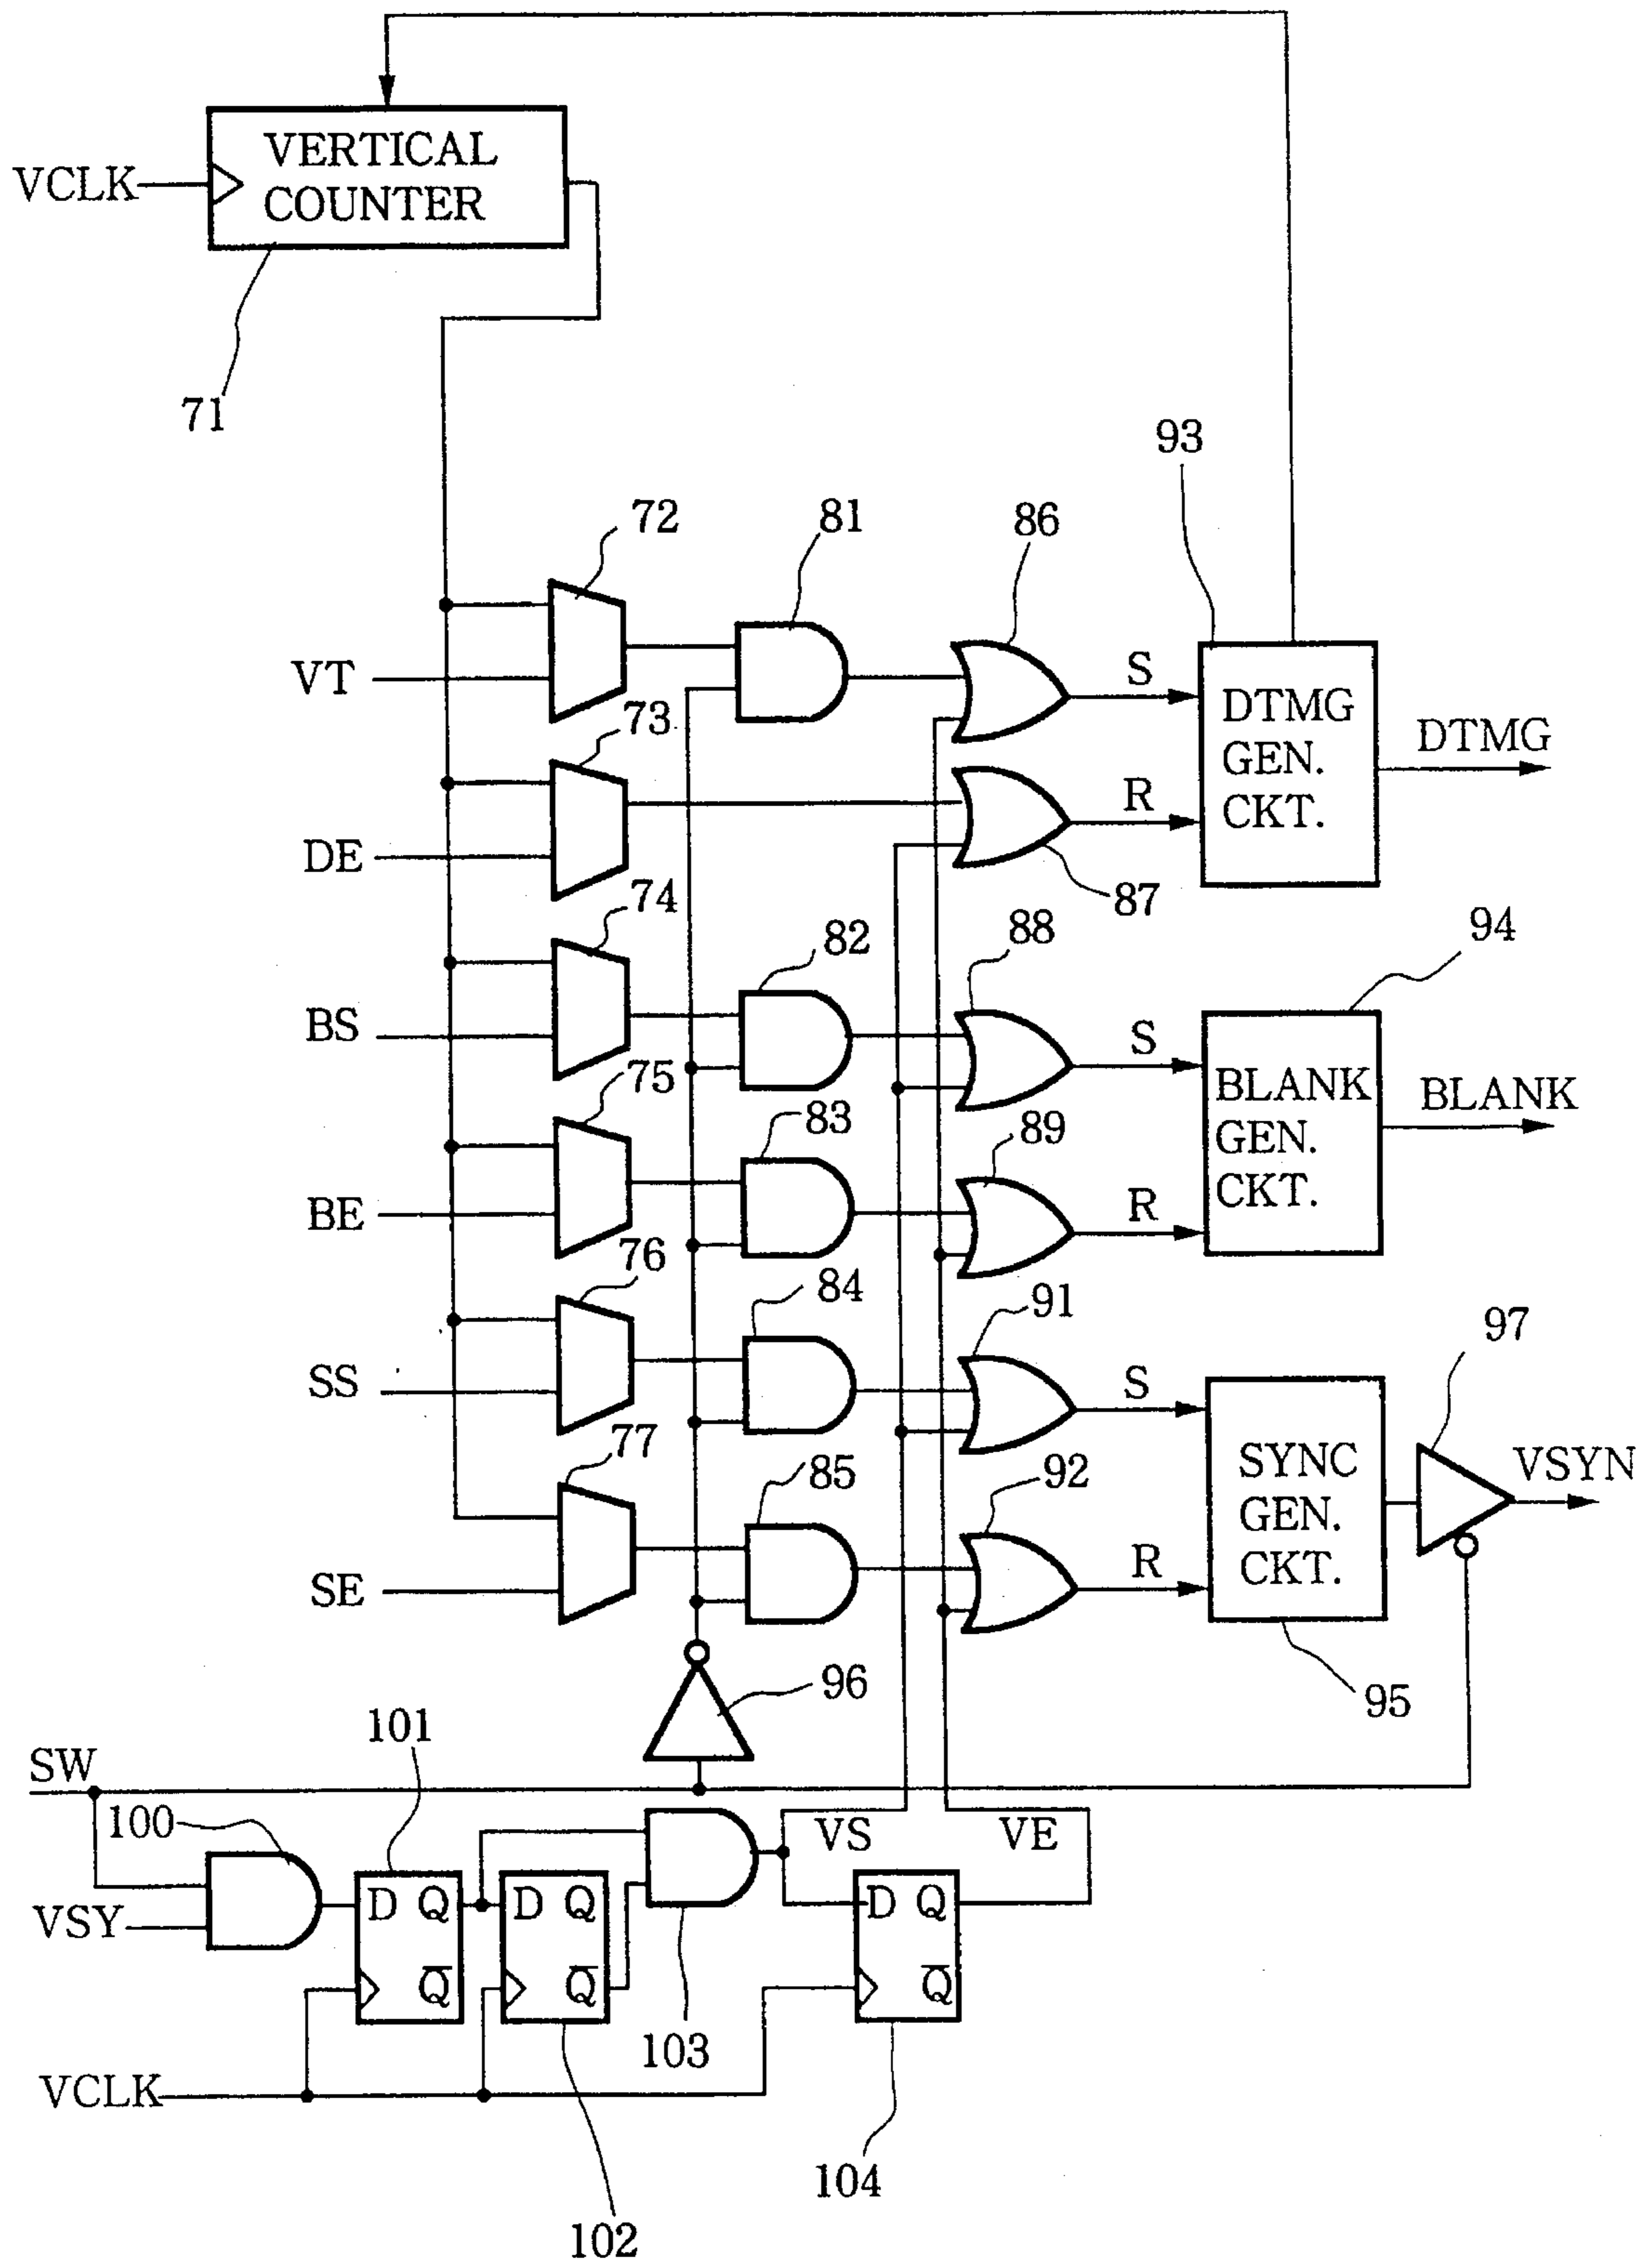 VERTICAL
COUNTER
VCLK
71
93
72
81
86
VT
S
DTMG
GEN.
CKT.
DTMG
73
R
DE
87
74
82
88
94
BS
S
BLANK
GEN.
CKT.
BLANK
75
83
89
BE
R
76
84
91
97
SS
S
77
85
92
SYNC
GEN.
CKT.
VSYN
SE
R
96
95
101
SW
100
VS
VE
D Q
D Q
D Q
VSY
Q
Q
Q
103
VCLK
104
102